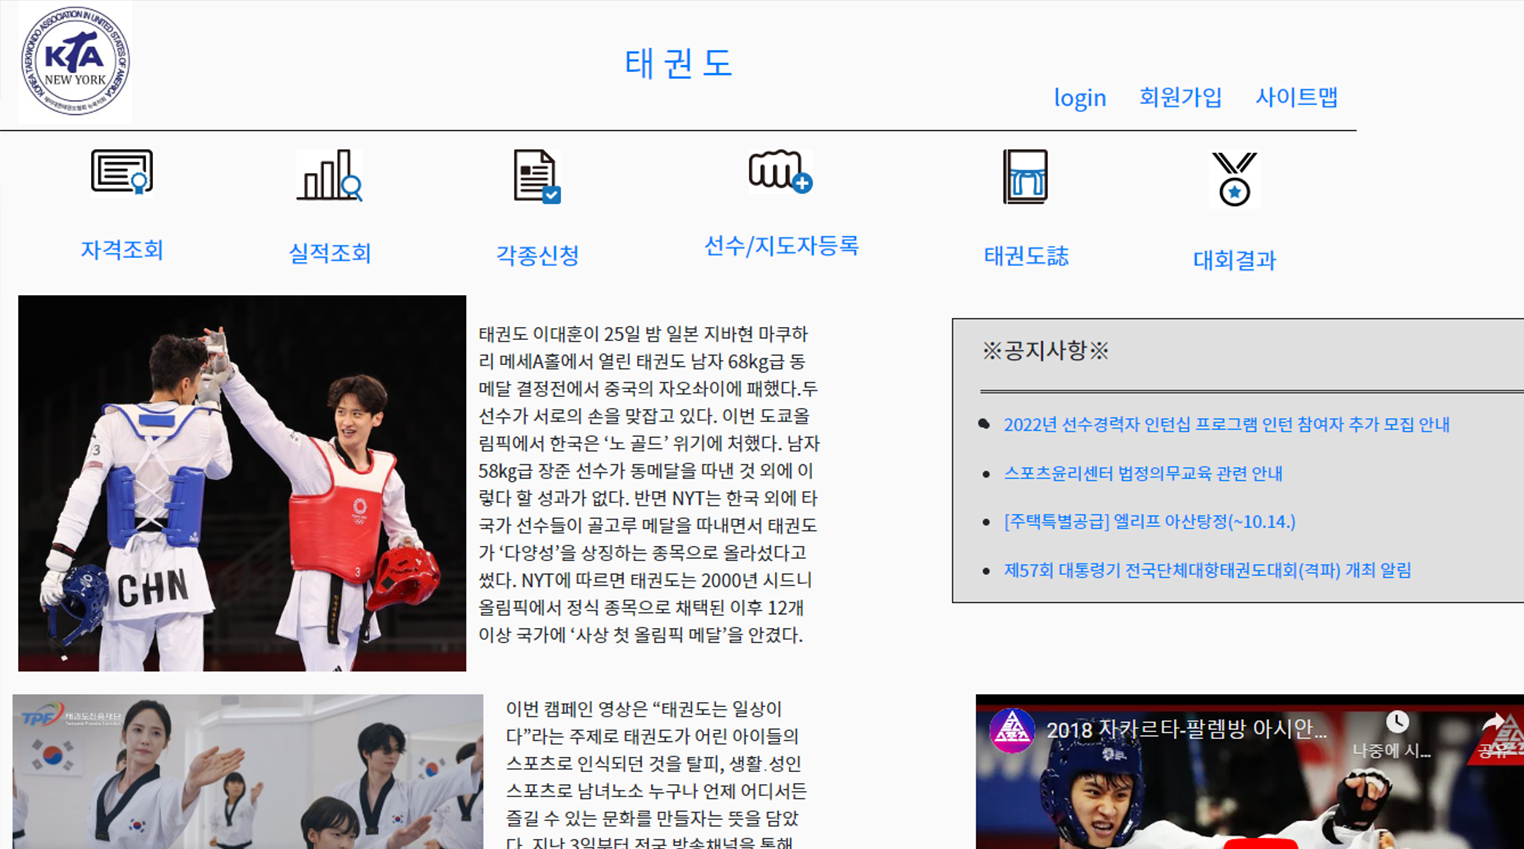 KOREA TAEKWONDO ASSOCIATION IN UNITED STATES OF AMERICA
KTA
NEW YORK
태 권 도
login 회원가입 사이트맵
자격조회 실적조회 각종신청 선수/지도자등록 태권도誌 대회결과
태권도 이대훈이 25일 밤 일본 지바현 마쿠하
리 메세A홀에서 열린 태권도 남자 68kg급 동
메달 결정전에서 중국의 자오솨이에 패했다.두
선수가 서로의 손을 맞잡고 있다. 이번 도쿄올
림픽에서 한국은 ‘노 골드’ 위기에 처했다. 남자
58kg급 장준 선수가 동메달을 따낸 것 외에 이
렇다 할 성과가 없다. 반면 NYT는 한국 외에 타
국가 선수들이 골고루 메달을 따내면서 태권도
가 ‘다양성’을 상징하는 종목으로 올라섰다고
썼다. NYT에 따르면 태권도는 2000년 시드니
올림픽에서 정식 종목으로 채택된 이후 12개
이상 국가에 ‘사상 첫 올림픽 메달’을 안겼다.
CHN
3
3
※공지사항※
2022년 선수경력자 인턴십 프로그램 인턴 참여자 추가 모집 안내
스포츠윤리센터 법정의무교육 관련 안내
[주택특별공급] 엘리프 아산탕정(~10.14.)
제57회 대통령기 전국단체대항태권도대회(격파) 개최 알림
TPF 태권도진흥재단
이번 캠페인 영상은 “태권도는 일상이
다”라는 주제로 태권도가 어린 아이들의
스포츠로 인식되던 것을 탈피, 생활.성인
스포츠로 남녀노소 누구나 언제 어디서든
즐길 수 있는 문화를 만들자는 뜻을 담았
다. 지난 3일부터 전국 방송채널을 통해
2018 자카르타-팔렘방 아시안...
나중에 시...
공유